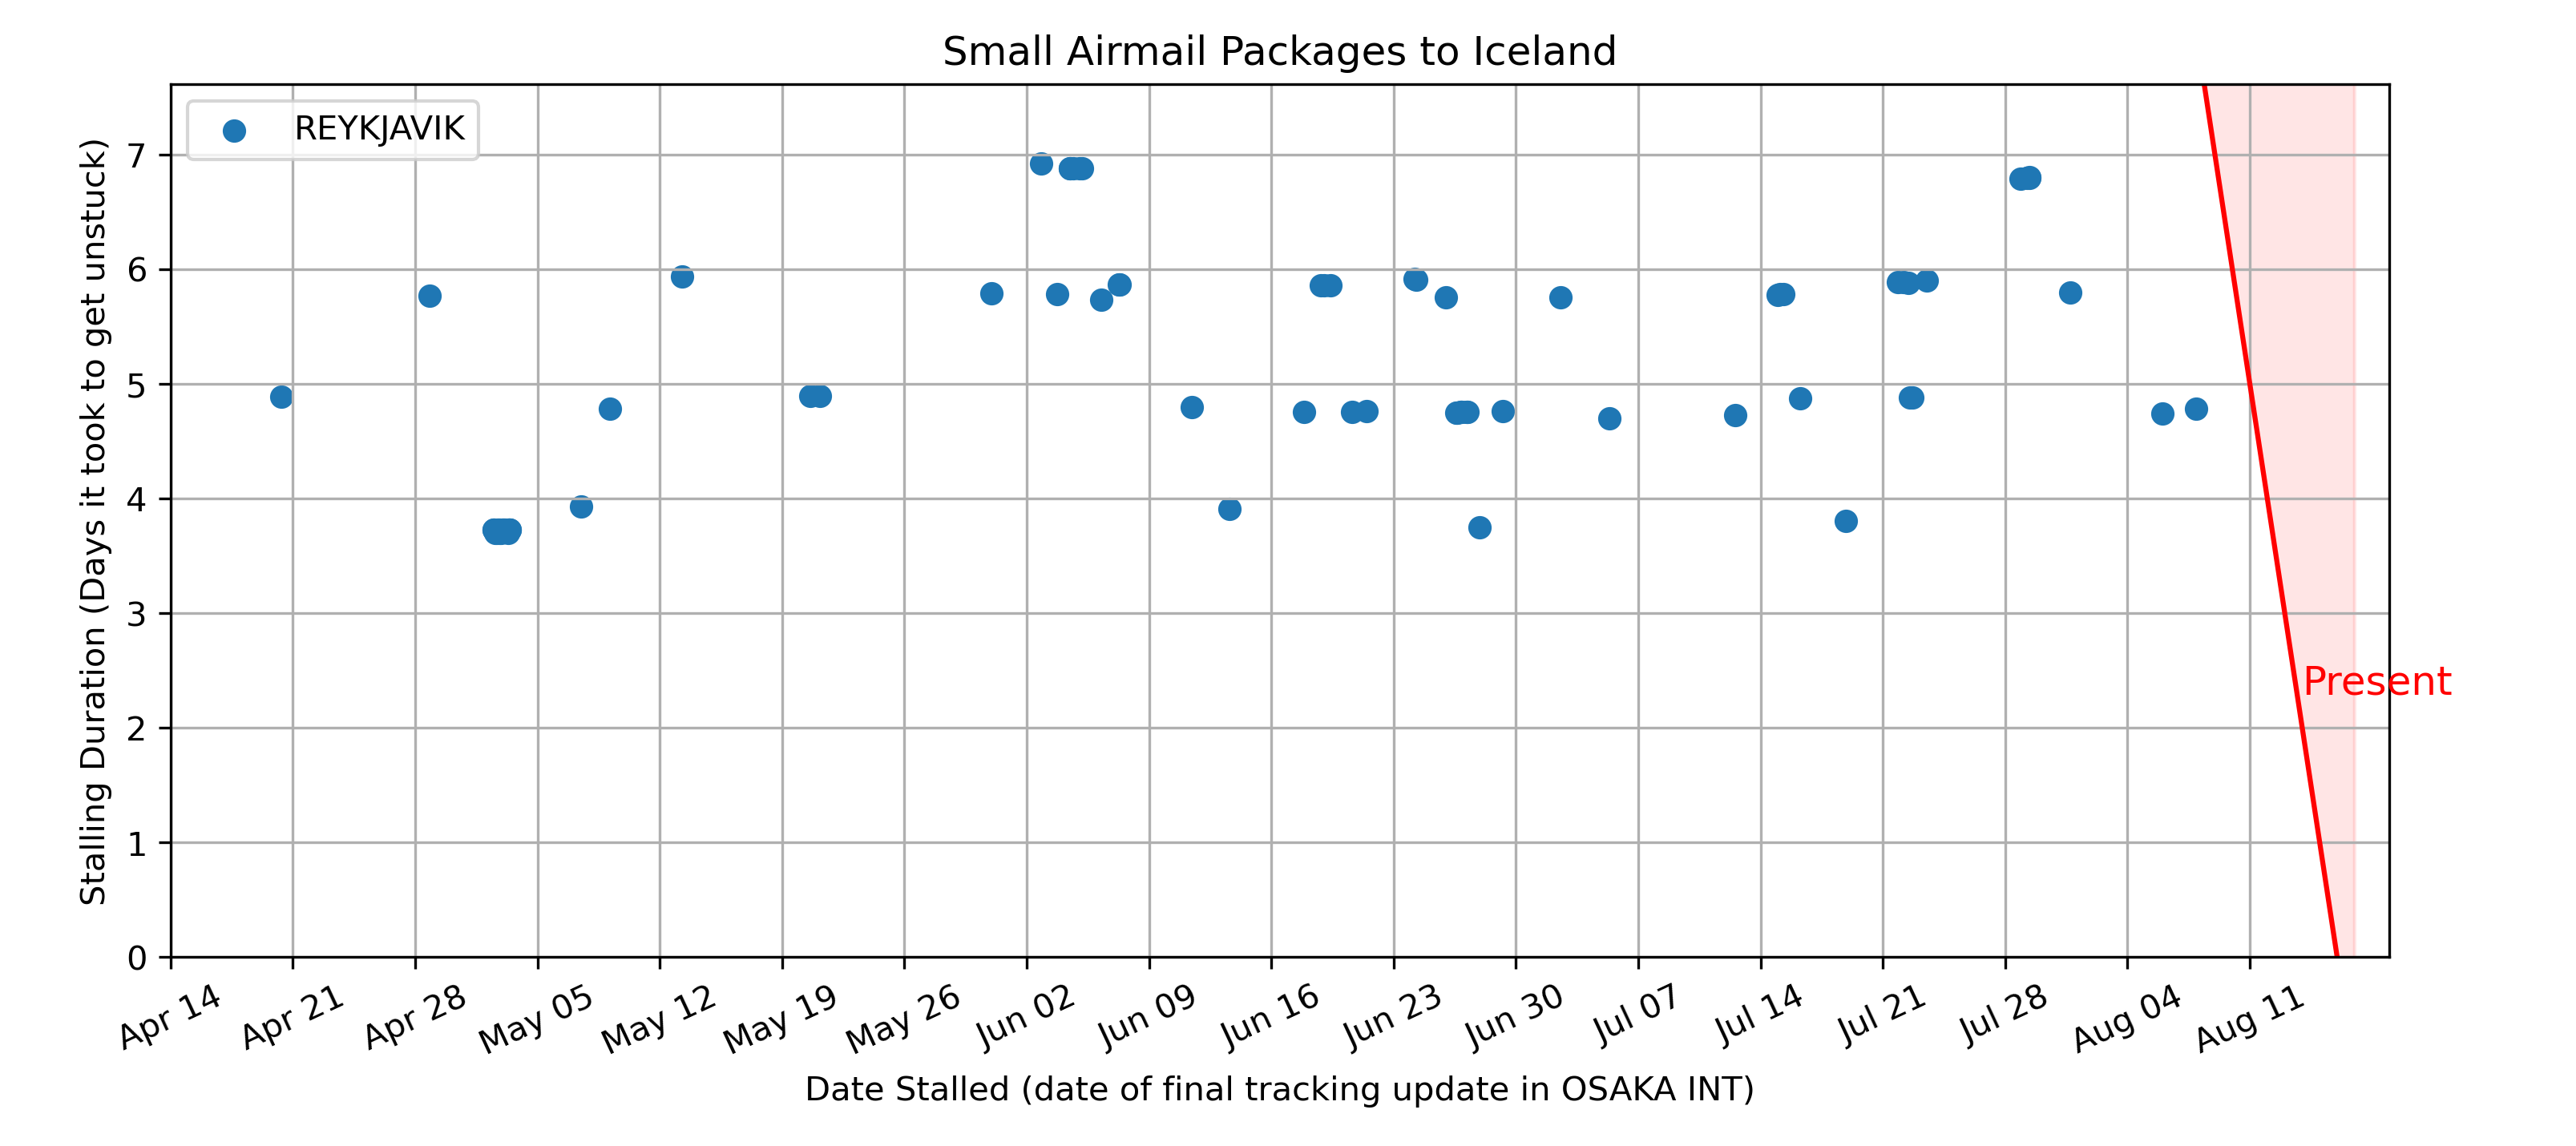 Small Airmail Packages to Iceland
REYKJAVIK
Stalling Duration (Days it took to get unstuck)
7
6
5
4
3
2
1
0
Present
Apr 14
Apr 21
Apr 28
May 05
May 12
May 19
May 26
Jun 02
Jun 09
Jun 16
Jun 23
Jun 30
Jul 07
Jul 14
Jul 21
Jul 28
Aug 04
Aug 11
Date Stalled (date of final tracking update in OSAKA INT)